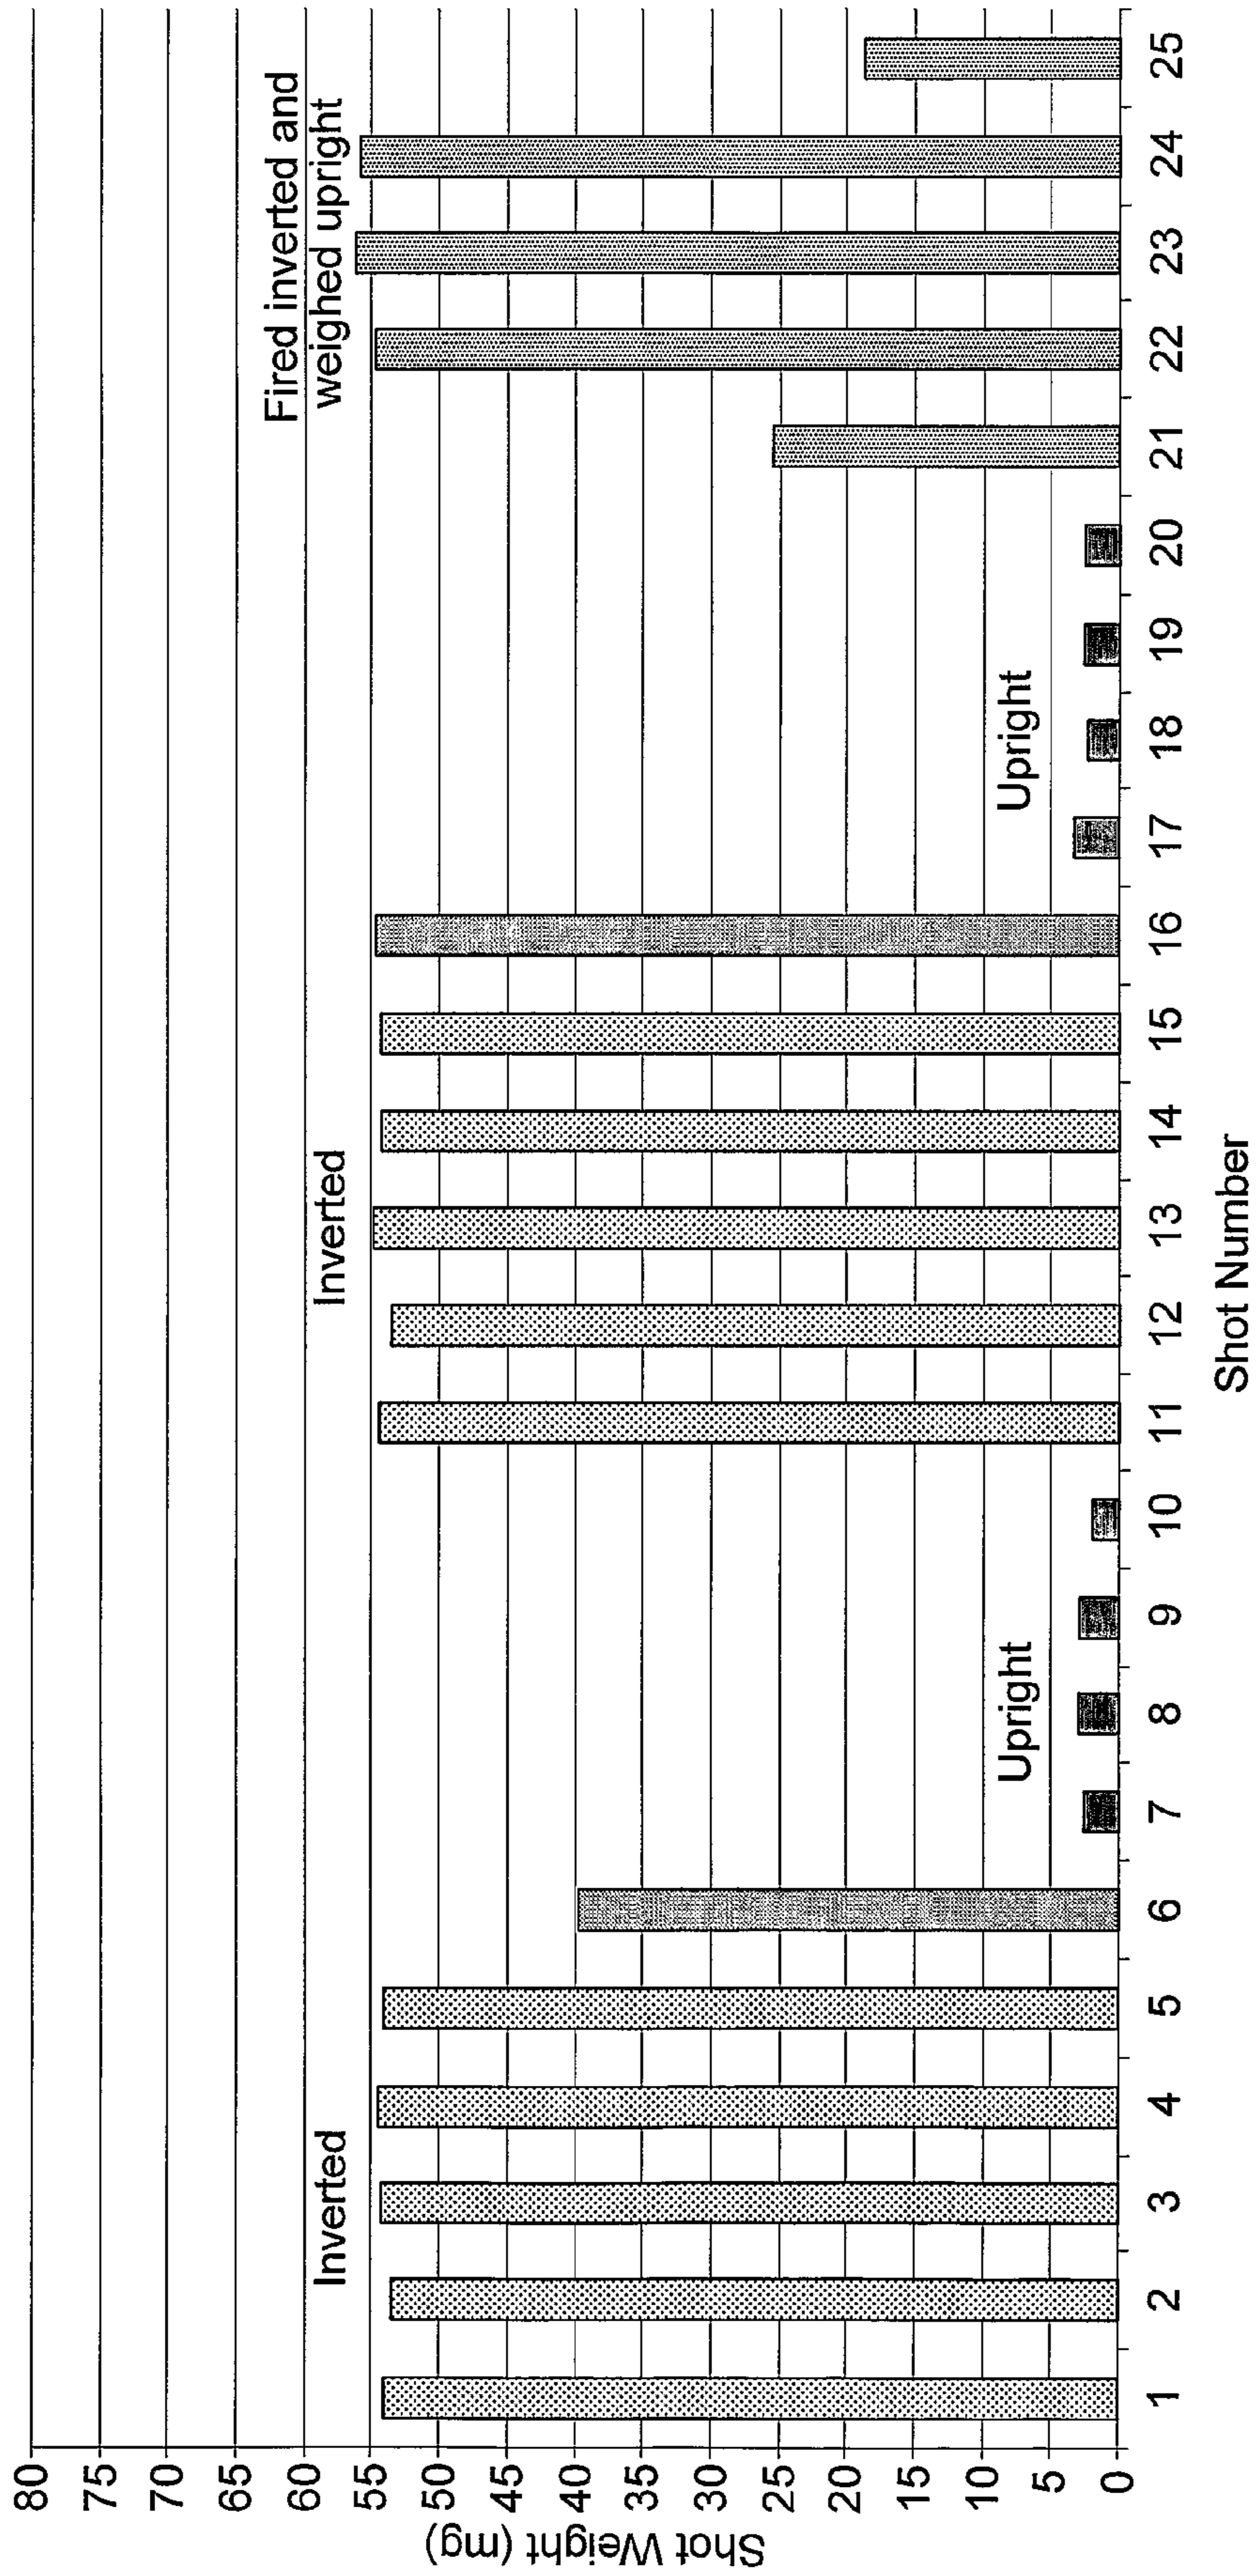 80
75
70
65
60
55
50
45
40
35
30
25
20
15
10
5
0
Shot Weight (mg)
Inverted
Upright
Inverted
Upright
Fired inverted and
weighed upright
1 2 3 4 5 6 7 8 9 10 11 12 13 14 15 16 17 18 19 20 21 22 23 24 25
Shot Number